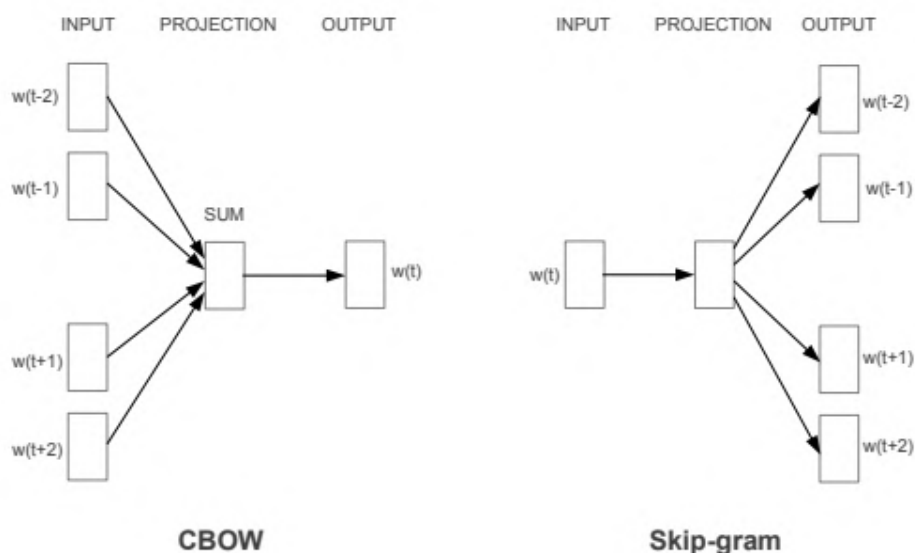 INPUT PROJECTION OUTPUT
w(t-2)
w(t-1)
SUM
w(t)
w(t+1)
w(t+2)
CBOW
INPUT PROJECTION OUTPUT
w(t-2)
w(t-1)
w(t)
w(t+1)
w(t+2)
Skip-gram